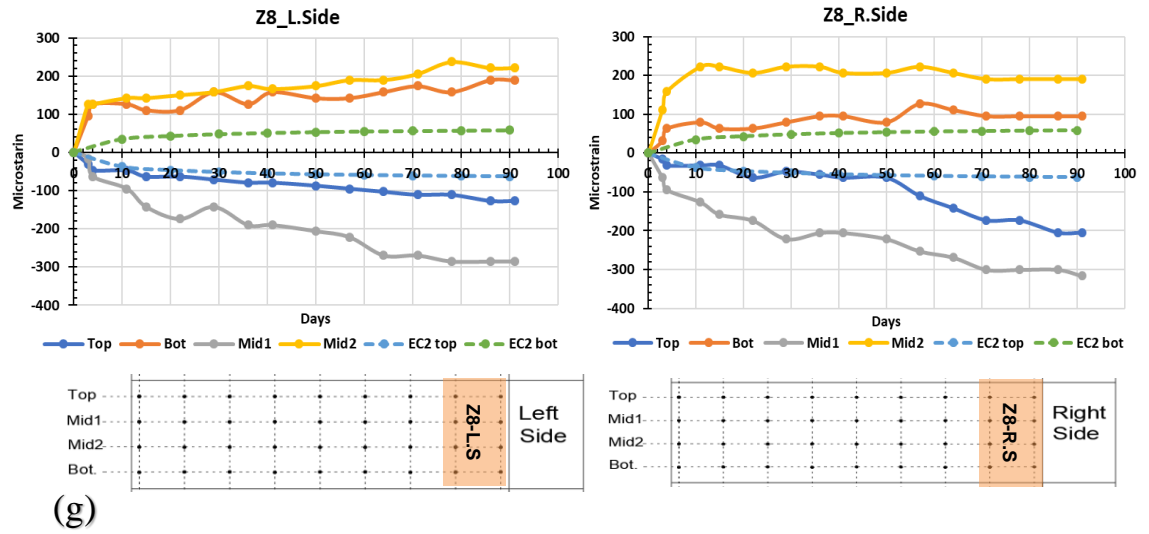 Z8_L.Side
300
200
100
0
-100
-200
-300
-400
0 10 20 30 40 50 60 70 80 90 100
Microstarin
Days
Top Bot Mid1 Mid2 EC2 top EC2 bot
Top
Mid1
Mid2
Bot.
Z8-L.S
Left
Side
Z8_R.Side
300
200
100
0
-100
-200
-300
-400
0 10 20 30 40 50 60 70 80 90 100
Microstrain
Days
Top Bot Mid1 Mid2 EC2 top EC2 bot
Top
Mid1
Mid2
Bot.
Z8-R.S
Right
Side
(g)